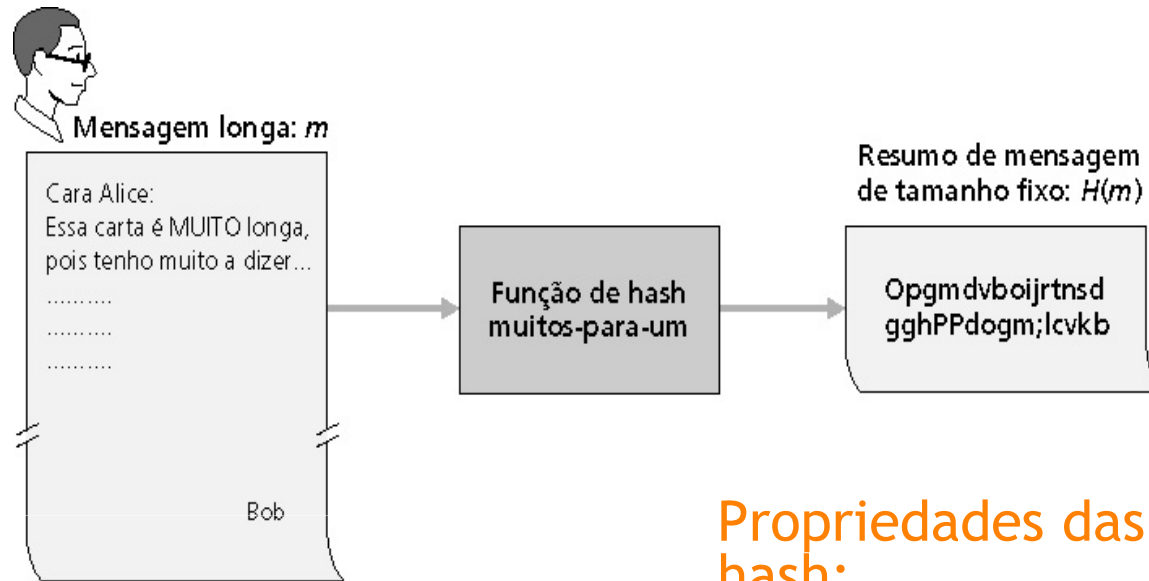 Mensagem longa: m
Cara Alice:
Essa carta é MUITO longa,
pois tenho muito a dizer...
..........
..........
..........
Bob
Função de hash
muitos-para-um
Resumo de mensagem
de tamanho fixo: H(m)
Opgmdvboijrtnsd
gghPPdogm;lcvkb
Propriedades das
hash: